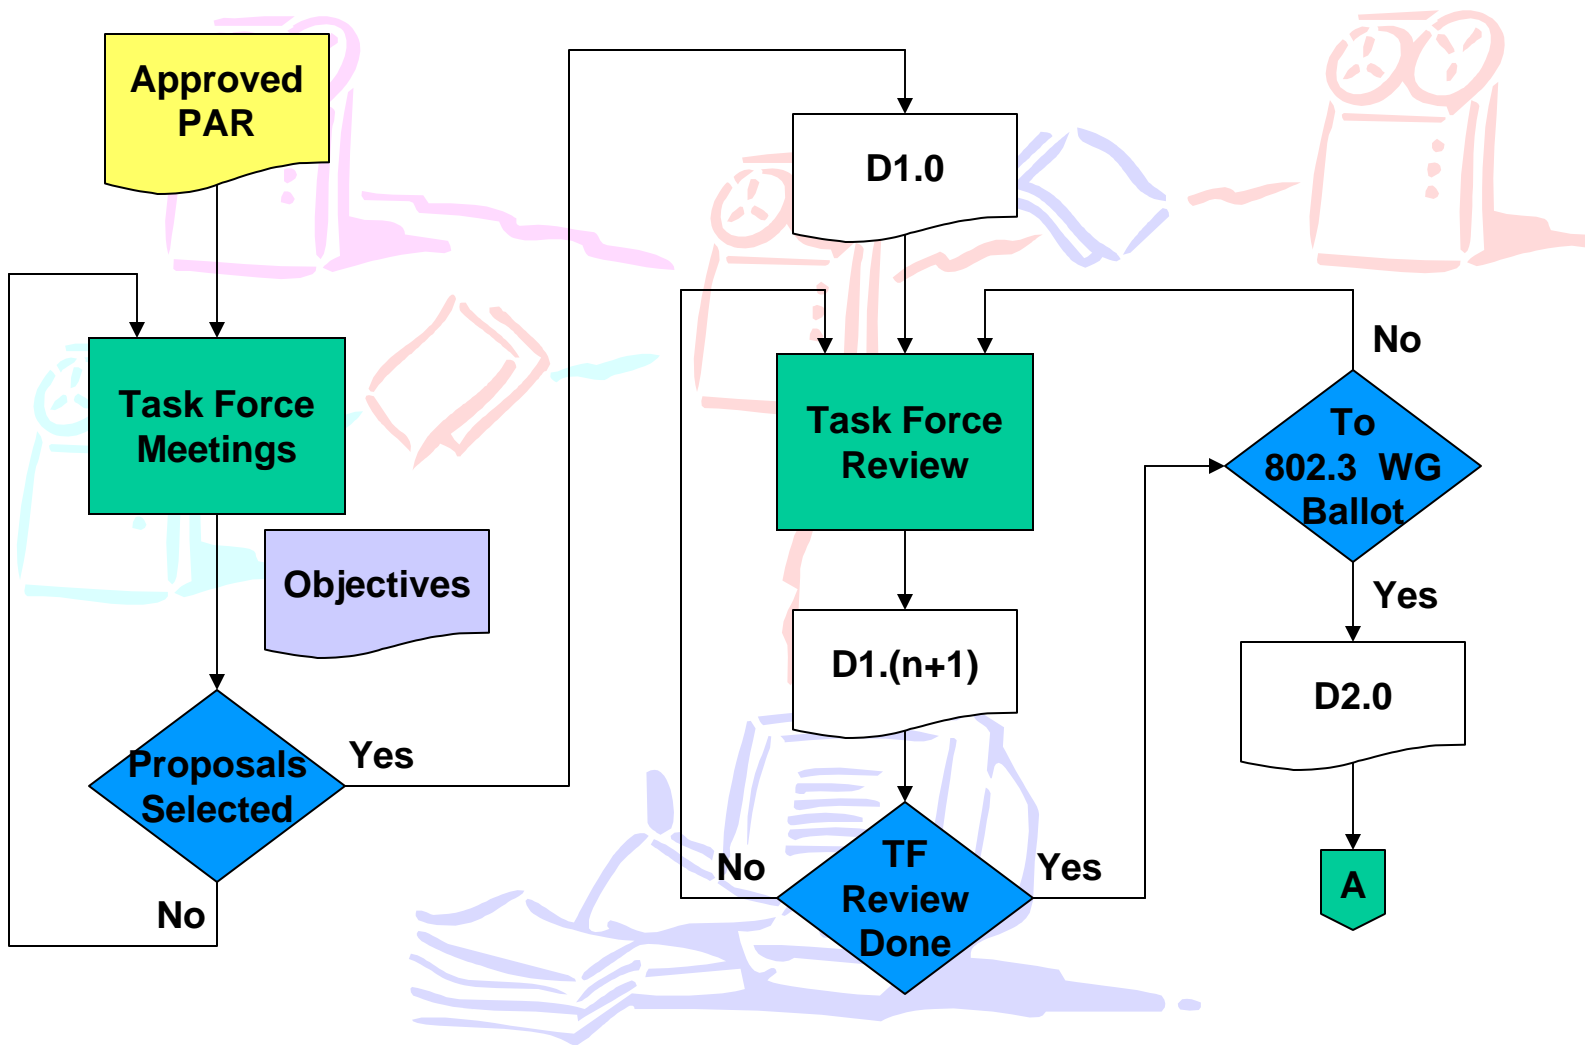 Approved
PAR
Task Force
Meetings
Objectives
Proposals
Selected
Yes
No
D1.0
Task Force
Review
D1.(n+1)
TF
Review
Done
No
Yes
To
802.3 WG
Ballot
No
Yes
D2.0
A